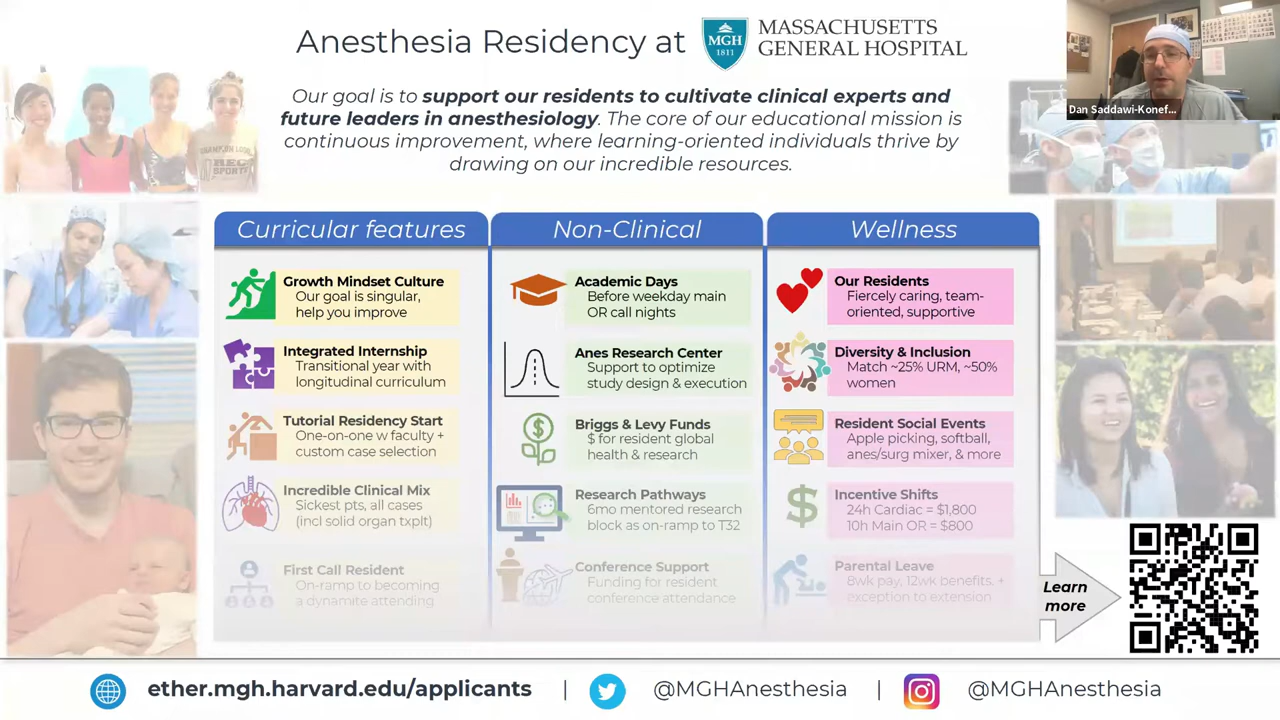 Anesthesia Residency at
MGH
1811
MASSACHUSETTS
GENERAL HOSPITAL
Dan Saddawi-Konef...
Our goal is to support our residents to cultivate clinical experts and
future leaders in anesthesiology. The core of our educational mission is
continuous improvement, where learning-oriented individuals thrive by
drawing on our incredible resources.
Curricular features
Growth Mindset Culture
Our goal is singular,
help you improve
Integrated Internship
Transitional year with
longitudinal curriculum
Tutorial Residency Start
One-on-one w faculty +
custom case selection
Incredible Clinical Mix
Sickest pts, all cases
(incl solid organ txplt)
First Call Resident
On-ramp to becoming
a dynamite attending
Non-Clinical
Academic Days
Before weekday main
OR call nights
Anes Research Center
Support to optimize
study design & execution
Briggs & Levy Funds
$ for resident global
health & research
Research Pathways
6mo mentored research
block as on-ramp to T32
Conference Support
Funding for resident
conference attendance
Wellness
Our Residents
Fiercely caring, team-
oriented, supportive
Diversity & Inclusion
Match ~25% URM, ~50%
women
Resident Social Events
Apple picking, softball,
anes/surg mixer, & more
Incentive Shifts
24h Cardiac = $1,800
10h Main OR = $800
Parental Leave
8wk pay, 12wk benefits, +
exception to extension
Learn
more
ether.mgh.harvard.edu/applicants
|
@MGHAnesthesia
|
@MGHAnesthesia